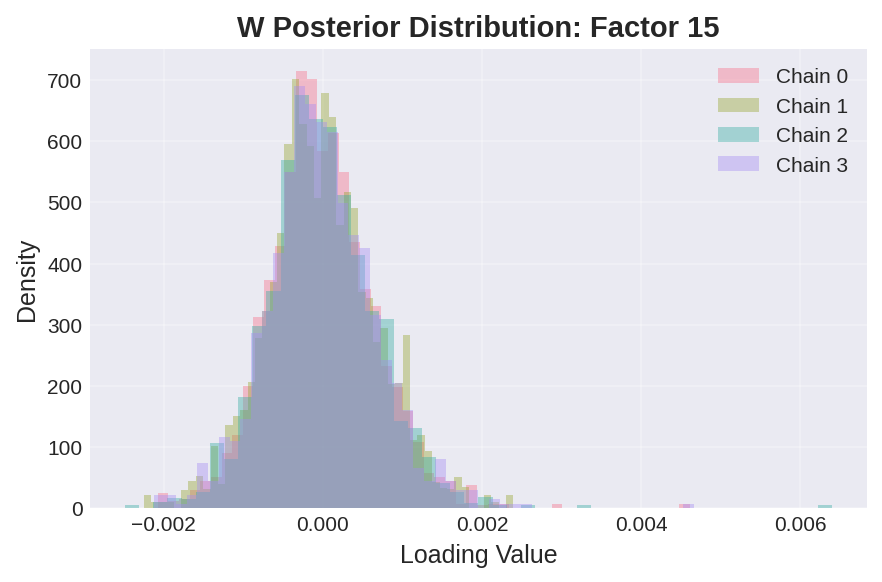 W Posterior Distribution: Factor 15
Chain 0
Chain 1
Chain 2
Chain 3
Density
700
600
500
400
300
200
100
0
−0.002
0.000
0.002
0.004
0.006
Loading Value